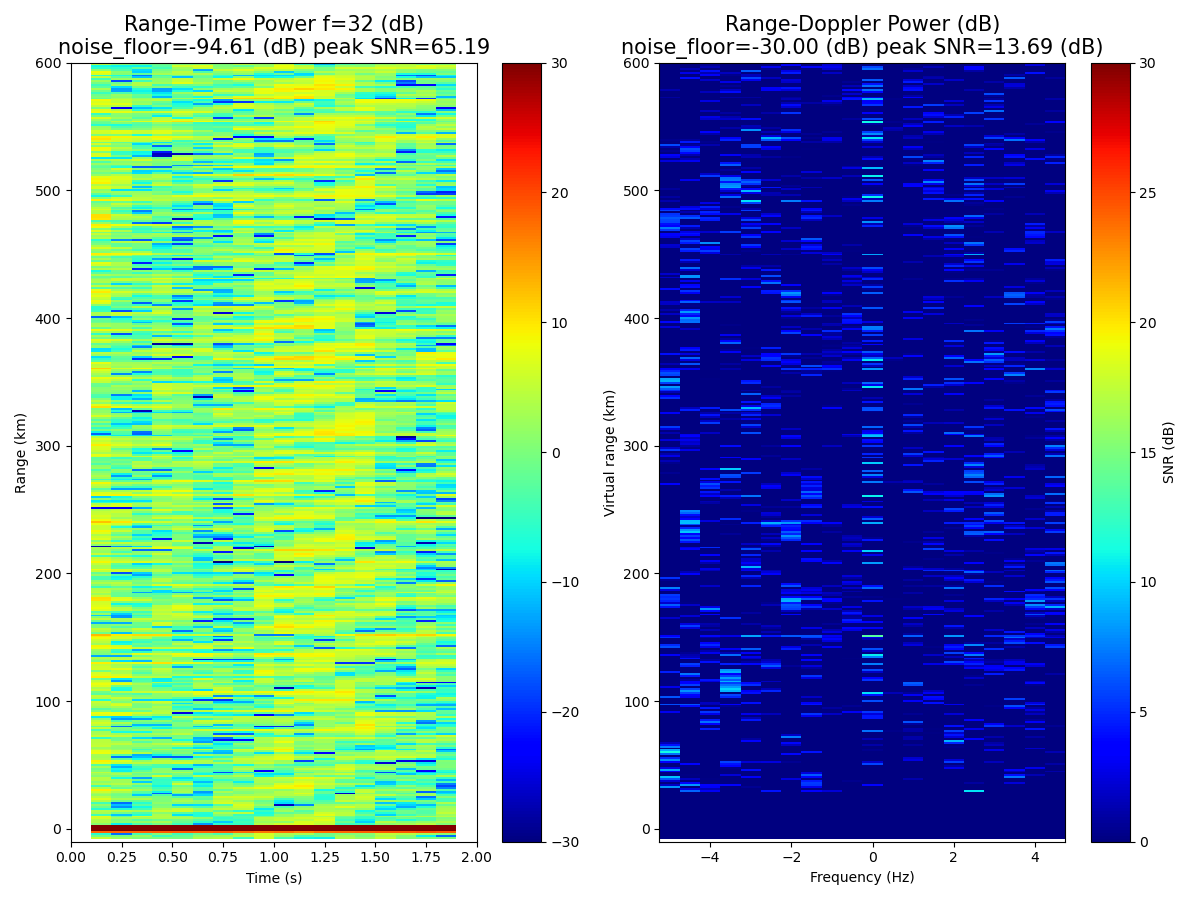 Range-Time Power f=32 (dB)
noise_floor=-94.61 (dB) peak SNR=65.19
600
500
400
300
200
100
0
Range (km)
0.00 0.25 0.50 0.75 1.00 1.25 1.50 1.75 2.00
Time (s)
30
20
10
0
−10
−20
−30
Range-Doppler Power (dB)
noise_floor=-30.00 (dB) peak SNR=13.69 (dB)
600
500
400
300
200
100
0
Virtual range (km)
−4 −2 0 2 4
Frequency (Hz)
30
25
20
15
10
5
0
SNR (dB)